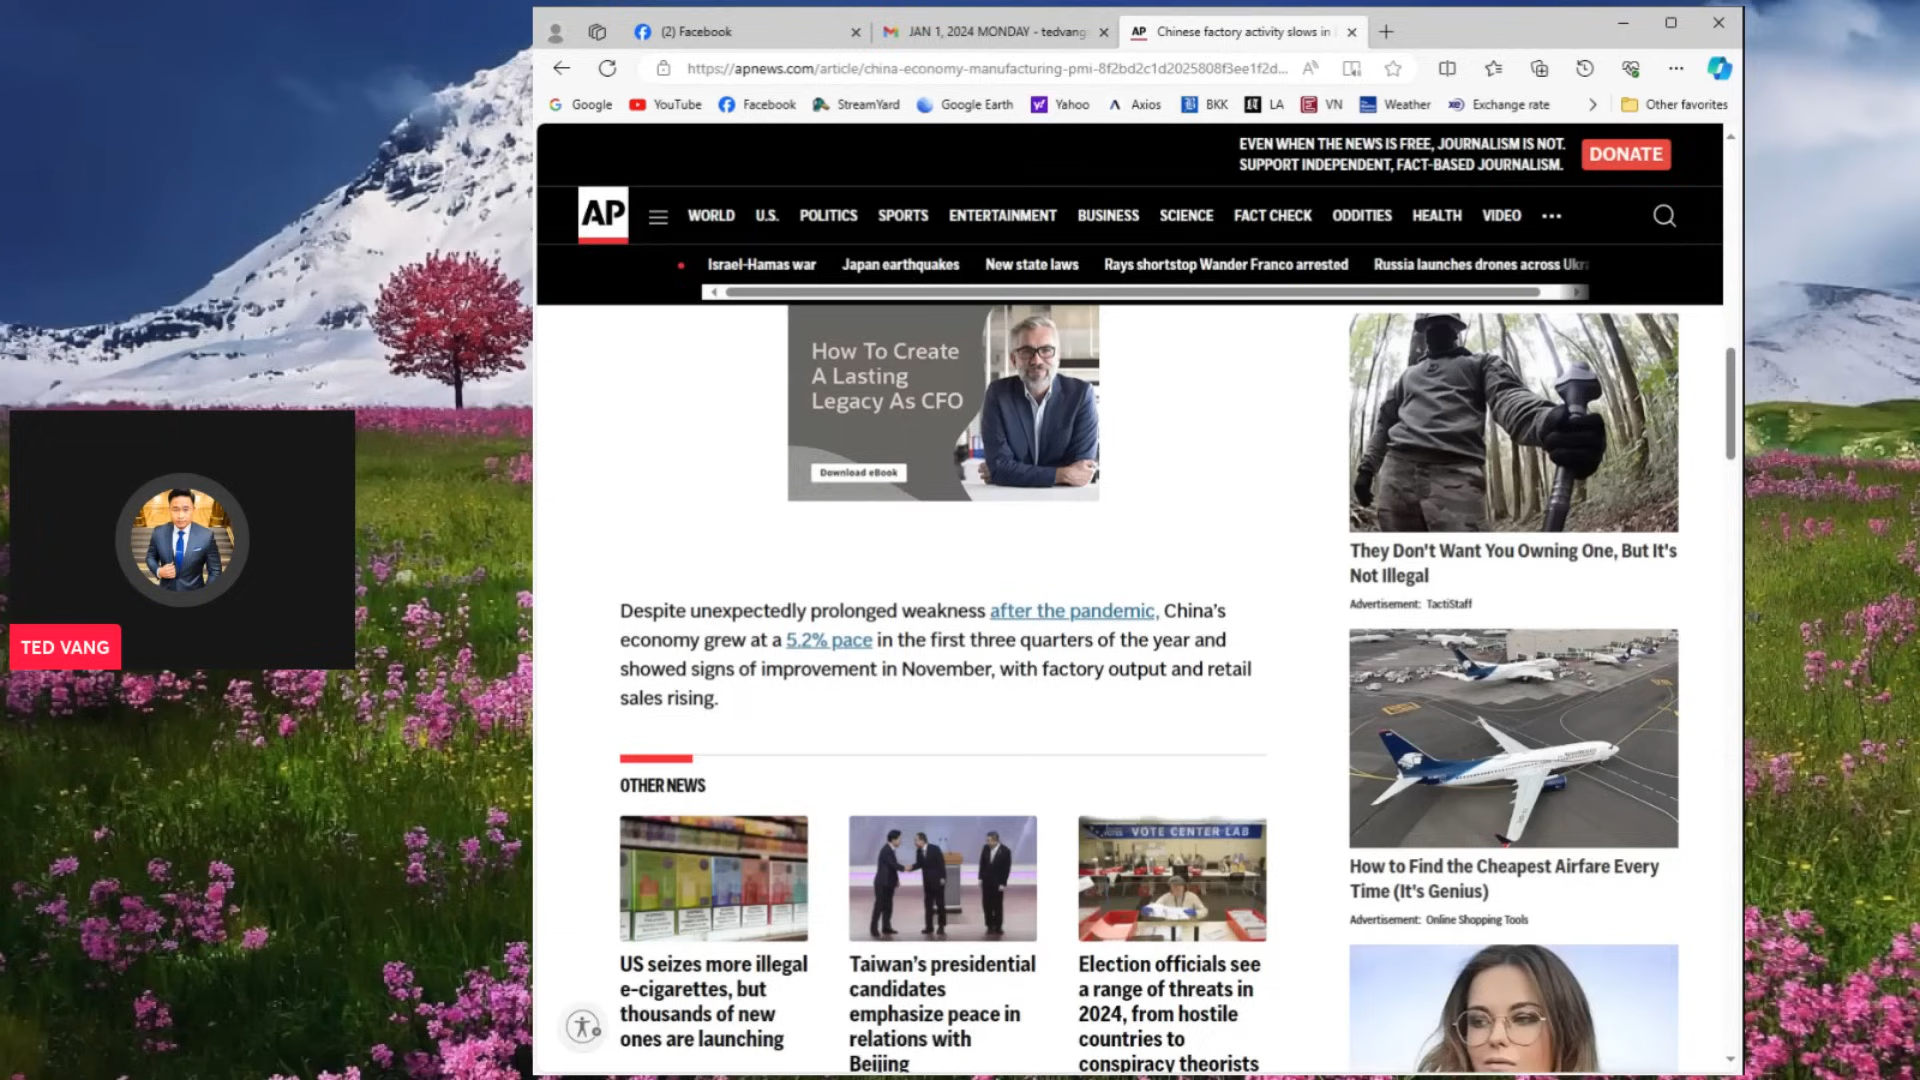 (2) Facebook
JAN 1, 2024 MONDAY - tedvang
AP Chinese factory activity slows in
https://apnews.com/article/china-economy-manufacturing-pmi-8f2bd2c1d2025808f3ee1f2d...
Google YouTube Facebook StreamYard Google Earth Yahoo Axios BKK LA VN Weather Exchange rate Other favorites
EVEN WHEN THE NEWS IS FREE, JOURNALISM IS NOT.
SUPPORT INDEPENDENT, FACT-BASED JOURNALISM.
DONATE
AP
WORLD U.S. POLITICS SPORTS ENTERTAINMENT BUSINESS SCIENCE FACT CHECK ODDITIES HEALTH VIDEO
Israel-Hamas war Japan earthquakes New state laws Rays shortstop Wander Franco arrested Russia launches drones across Ukr
How To Create
A Lasting
Legacy As CFO
Download eBook
Despite unexpectedly prolonged weakness after the pandemic, China's
economy grew at a 5.2% pace in the first three quarters of the year and
showed signs of improvement in November, with factory output and retail
sales rising.
OTHER NEWS
VOTE CENTER LAB
US seizes more illegal
e-cigarettes, but
thousands of new
ones are launching
Taiwan's presidential
candidates
emphasize peace in
relations with
Beijing
Election officials see
a range of threats in
2024, from hostile
countries to
conspiracy theorists
They Don't Want You Owning One, But It's
Not Illegal
Advertisement: TactiStaff
How to Find the Cheapest Airfare Every
Time (It's Genius)
Advertisement: Online Shopping Tools
TED VANG